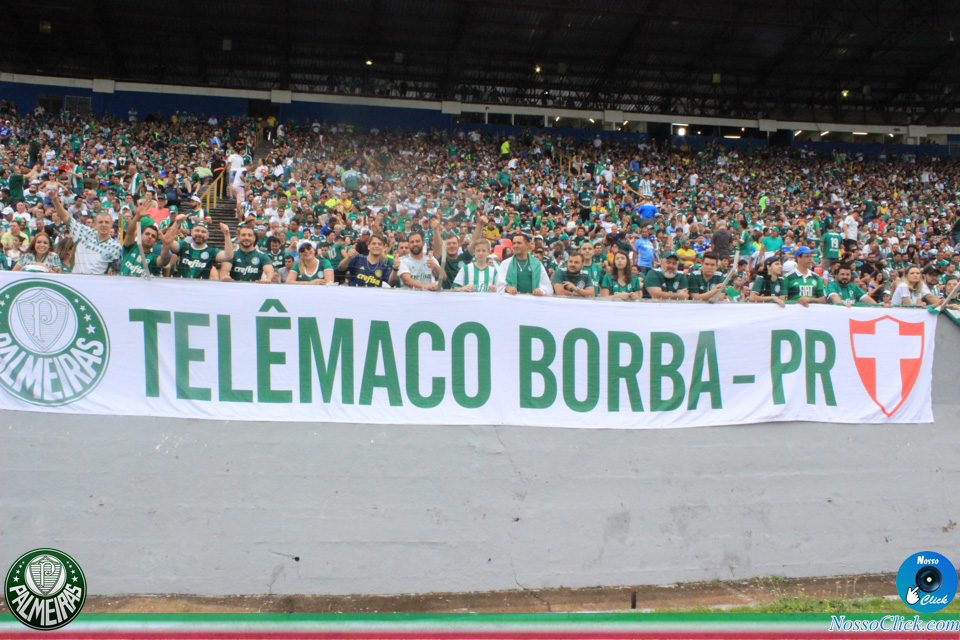 PALMEIRAS
TELÊMACO BORBA - PR
PALMEIRAS
Nosso
Click
NossoClick.com